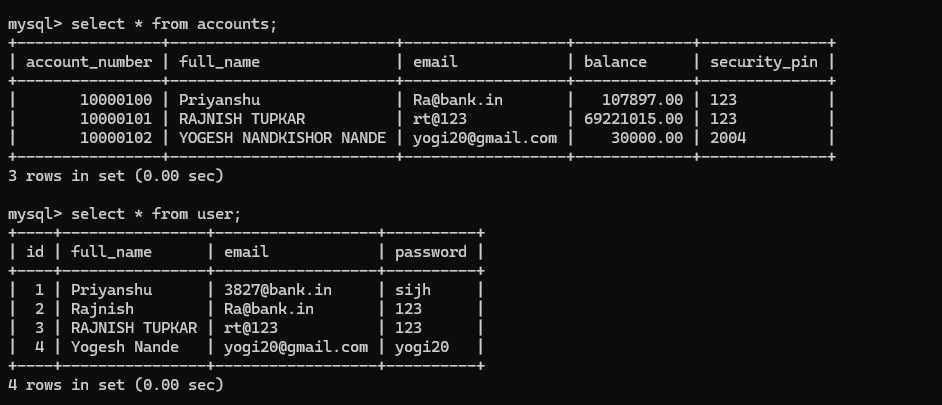 mysql> select * from accounts;
+----------------+-------------------------+------------------+-------------+--------------+
| account_number | full_name               | email            | balance     | security_pin |
+----------------+-------------------------+------------------+-------------+--------------+
|       10000100 | Priyanshu               | Ra@bank.in       |   107897.00 | 123          |
|       10000101 | RAJNISH TUPKAR          | rt@123           | 69221015.00 | 123          |
|       10000102 | YOGESH NANDKISHOR NANDE | yogi20@gmail.com |    30000.00 | 2004         |
+----------------+-------------------------+------------------+-------------+--------------+
3 rows in set (0.00 sec)
mysql> select * from user;
+----+----------------+------------------+----------+
| id | full_name      | email            | password |
+----+----------------+------------------+----------+
|  1 | Priyanshu      | 3827@bank.in     | sijh     |
|  2 | Rajnish        | Ra@bank.in       | 123      |
|  3 | RAJNISH TUPKAR | rt@123           | 123      |
|  4 | Yogesh Nande   | yogi20@gmail.com | yogi20   |
+----+----------------+------------------+----------+
4 rows in set (0.00 sec)